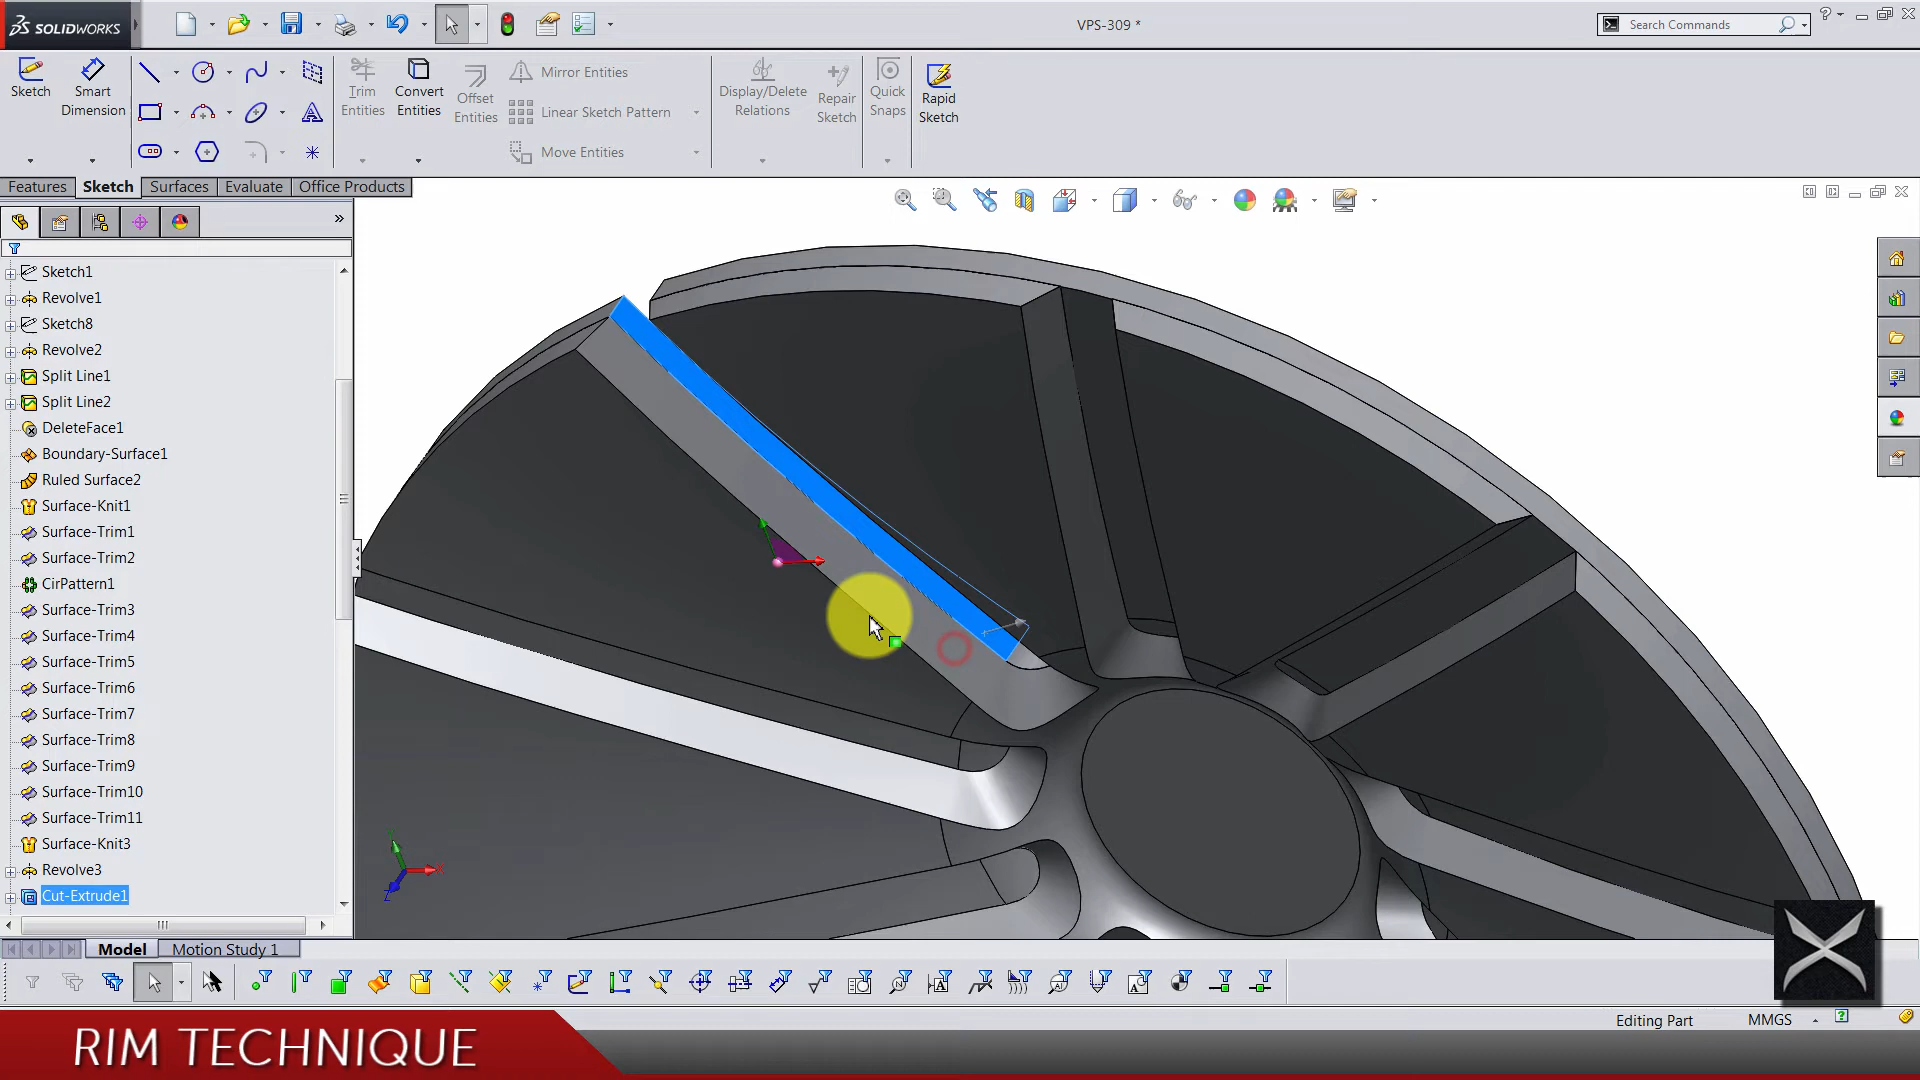 SOLIDWORKS
VPS-309 *
Search Commands
?
Sketch
Smart
Dimension
Trim
Entities
Convert
Entities
Offset
Entities
Mirror Entities
Linear Sketch Pattern
Move Entities
Display/Delete
Relations
Repair
Sketch
Quick
Snaps
Rapid
Sketch
Features
Sketch
Surfaces
Evaluate
Office Products
»
Sketch1
Revolve1
Sketch8
Revolve2
Split Line1
Split Line2
DeleteFace1
Boundary-Surface1
Ruled Surface2
Surface-Knit1
Surface-Trim1
Surface-Trim2
CirPattern1
Surface-Trim3
Surface-Trim4
Surface-Trim5
Surface-Trim6
Surface-Trim7
Surface-Trim8
Surface-Trim9
Surface-Trim10
Surface-Trim11
Surface-Knit3
Revolve3
Cut-Extrude1
Model
Motion Study 1
Editing Part
MMGS
?
RIM TECHNIQUE